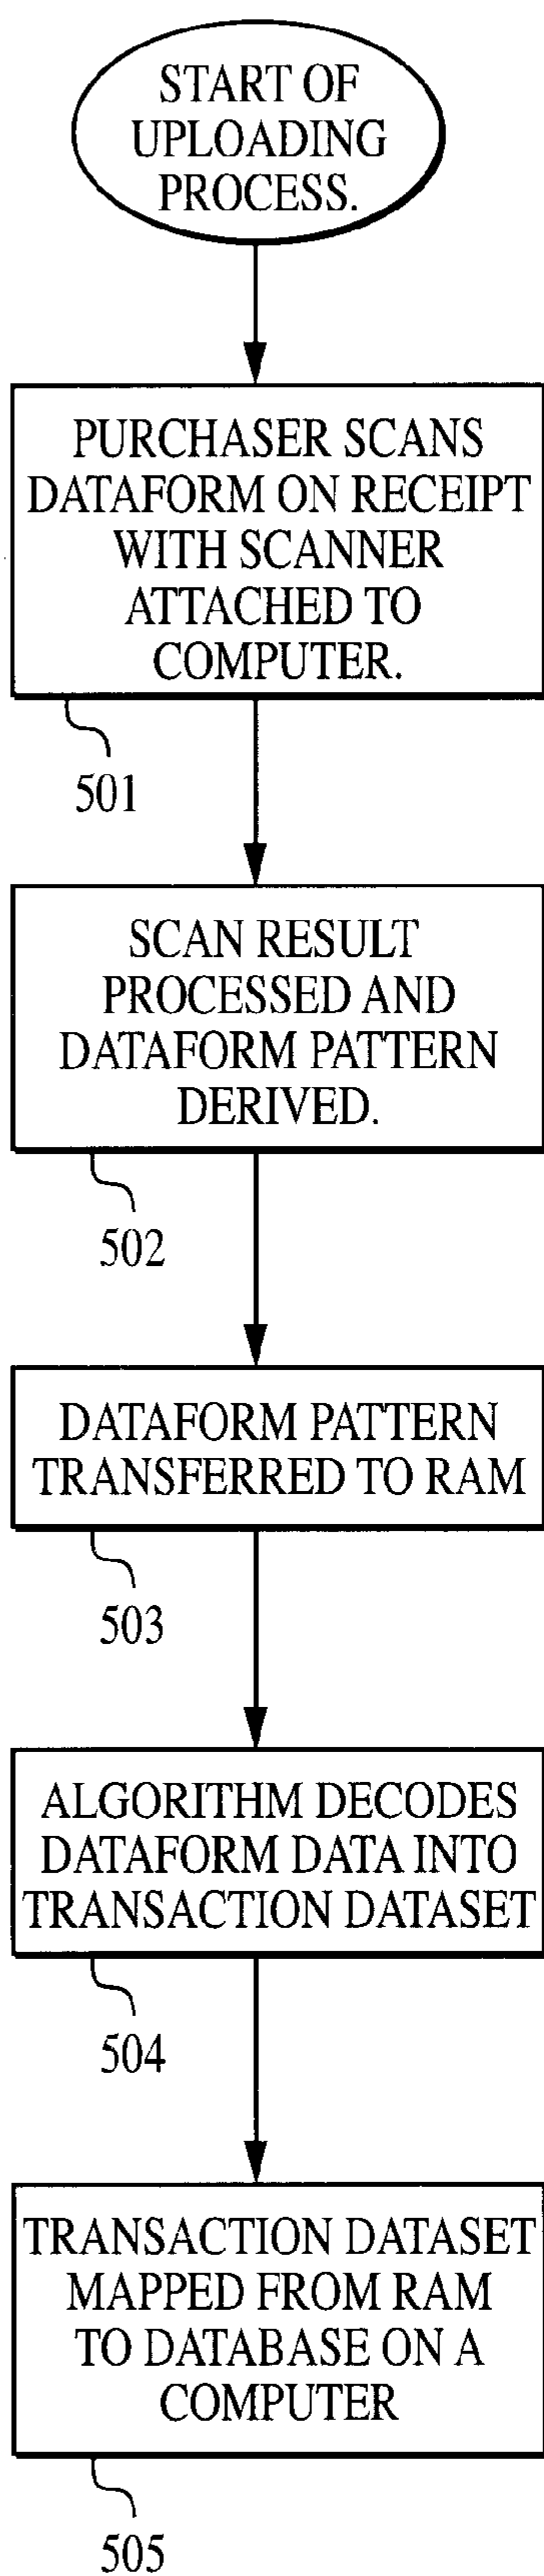 START OF
UPLOADING
PROCESS.
PURCHASER SCANS
DATAFORM ON RECEIPT
WITH SCANNER
ATTACHED TO
COMPUTER.
501
SCAN RESULT
PROCESSED AND
DATAFORM PATTERN
DERIVED.
502
DATAFORM PATTERN
TRANSFERRED TO RAM
503
ALGORITHM DECODES
DATAFORM DATA INTO
TRANSACTION DATASET
504
TRANSACTION DATASET
MAPPED FROM RAM
TO DATABASE ON A
COMPUTER
505